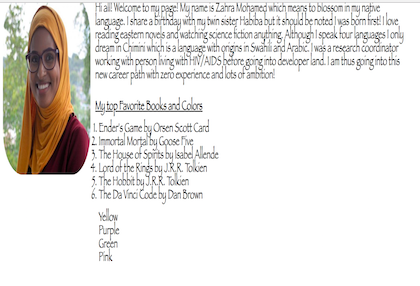 Hi all! Welcome to my page! My name is Zahra Mohamed which means to blossom in my native
language. I share a birthday with my twin sister Habiba but it should be noted I was born first! I love
reading eastern novels and watching science fiction anything. Although I speak four languages I only
dream in Chimini which is a language with origins in Swahili and Arabic. I was a research coordinator
working with person living with HIV/AIDS before going into developer land. I am thus going into this
new career path with zero experience and lots of ambition!
My top Favorite Books and Colors
1. Ender's Game by Orsen Scott Card
2. Immortal Mortal by Goose Five
3. The House of Spirits by Isabel Allende
4. Lord of the Rings by J.R.R. Tolkien
5. The Hobbit by J.R.R. Tolkien
6. The Da Vinci Code by Dan Brown
Yellow
Purple
Green
Pink